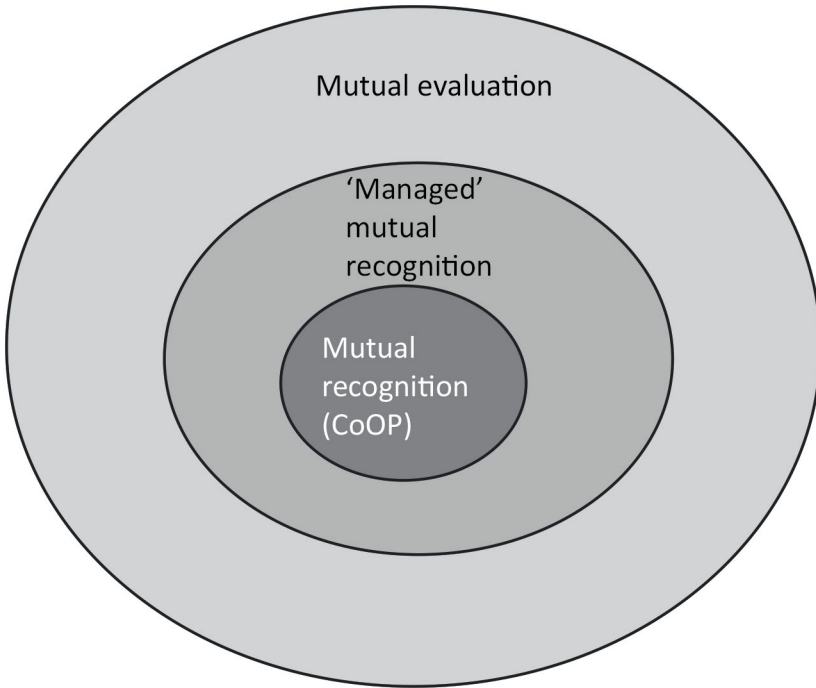 Mutual evaluation
‘Managed’
mutual
recognition
Mutual
recognition
(CoOP)